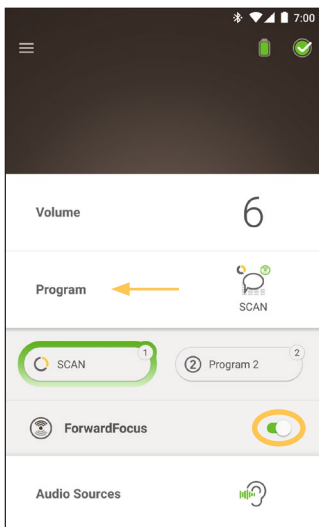 7:00
Volume 6
Program
SCAN
SCAN 1
2 Program 2 2
ForwardFocus
Audio Sources